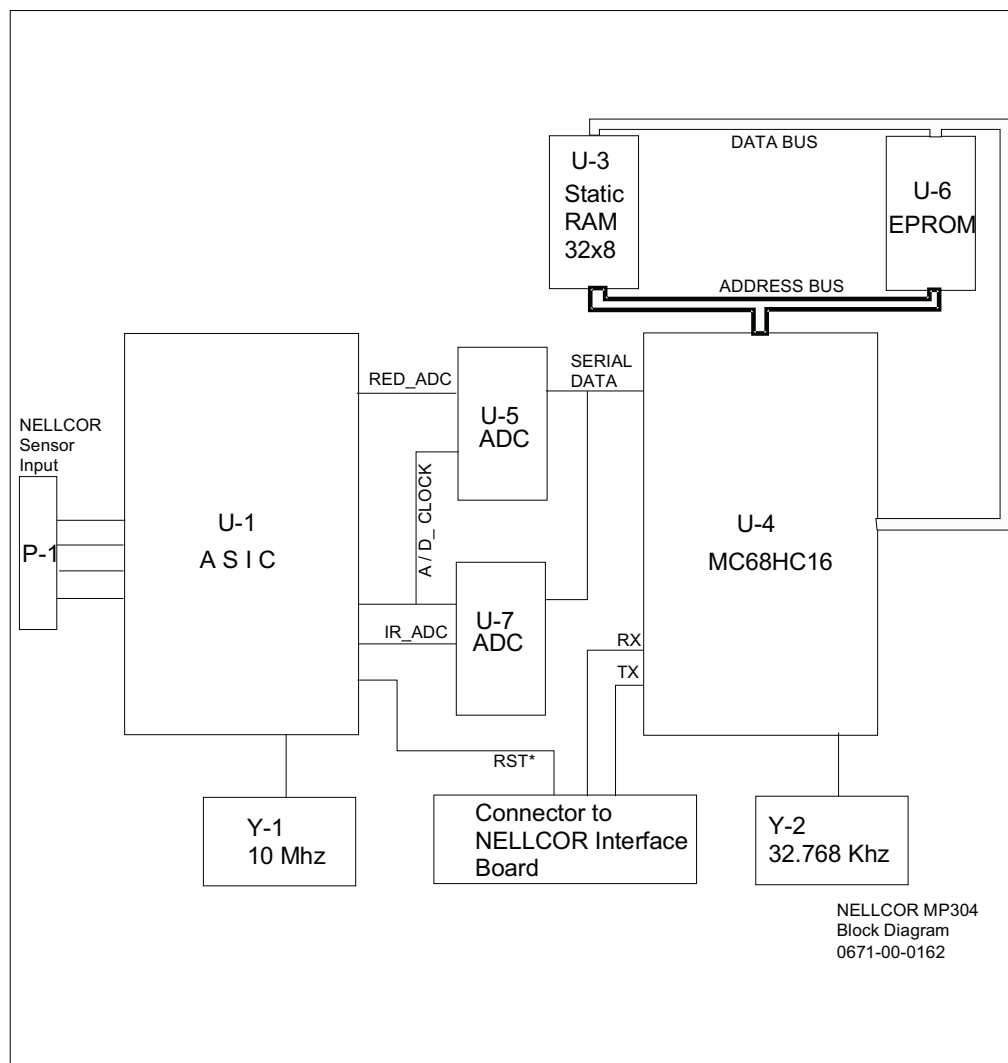 DATA BUS
U-3
Static
RAM
32x8
U-6
EPROM
ADDRESS BUS
NELLCOR
Sensor
Input
P-1
U-1
A S I C
RED_ADC
A / D_ CLOCK
IR_ADC
RST*
U-5
ADC
U-7
ADC
SERIAL
DATA
U-4
MC68HC16
RX
TX
Y-1
10 Mhz
Connector to
NELLCOR Interface
Board
Y-2
32.768 Khz
NELLCOR MP304
Block Diagram
0671-00-0162